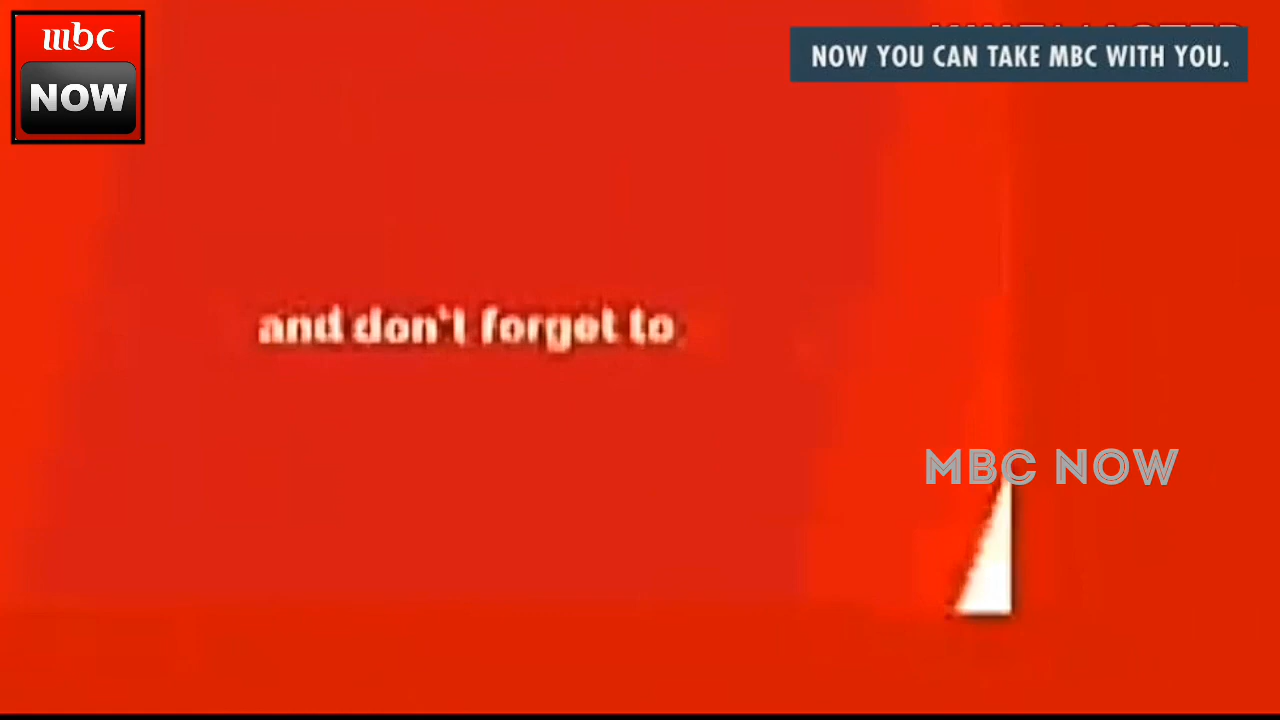 mbc
NOW
NOW YOU CAN TAKE MBC WITH YOU.
and don't forget to
MBC NOW